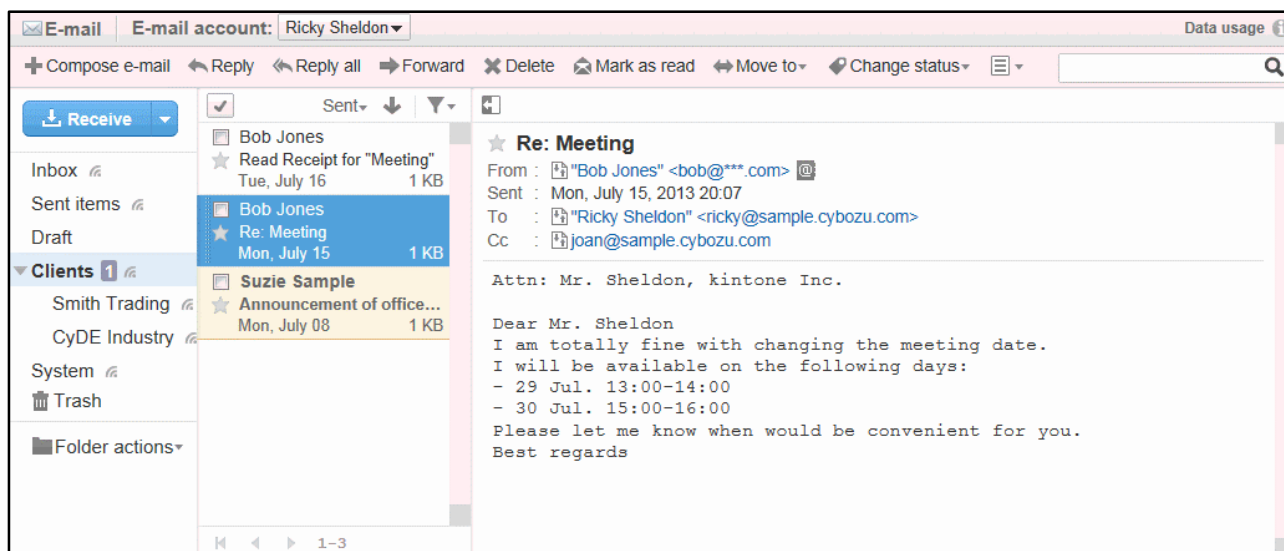 E-mail E-mail account: Ricky Sheldon Data usage
Compose e-mail Reply Reply all Forward Delete Mark as read Move to Change status
Receive
Inbox
Sent items
Draft
Clients 1
Smith Trading
CyDE Industry
System
Trash
Folder actions
Sent
Bob Jones
Read Receipt for "Meeting"
Tue, July 16 1 KB
Bob Jones
Re: Meeting
Mon, July 15 1 KB
Suzie Sample
Announcement of office...
Mon, July 08 1 KB
1-3
Re: Meeting
From : "Bob Jones" <bob@***.com> @
Sent : Mon, July 15, 2013 20:07
To : "Ricky Sheldon" <ricky@sample.cybozu.com>
Cc : joan@sample.cybozu.com
Attn: Mr. Sheldon, kintone Inc.
Dear Mr. Sheldon
I am totally fine with changing the meeting date.
I will be available on the following days:
- 29 Jul. 13:00-14:00
- 30 Jul. 15:00-16:00
Please let me know when would be convenient for you.
Best regards